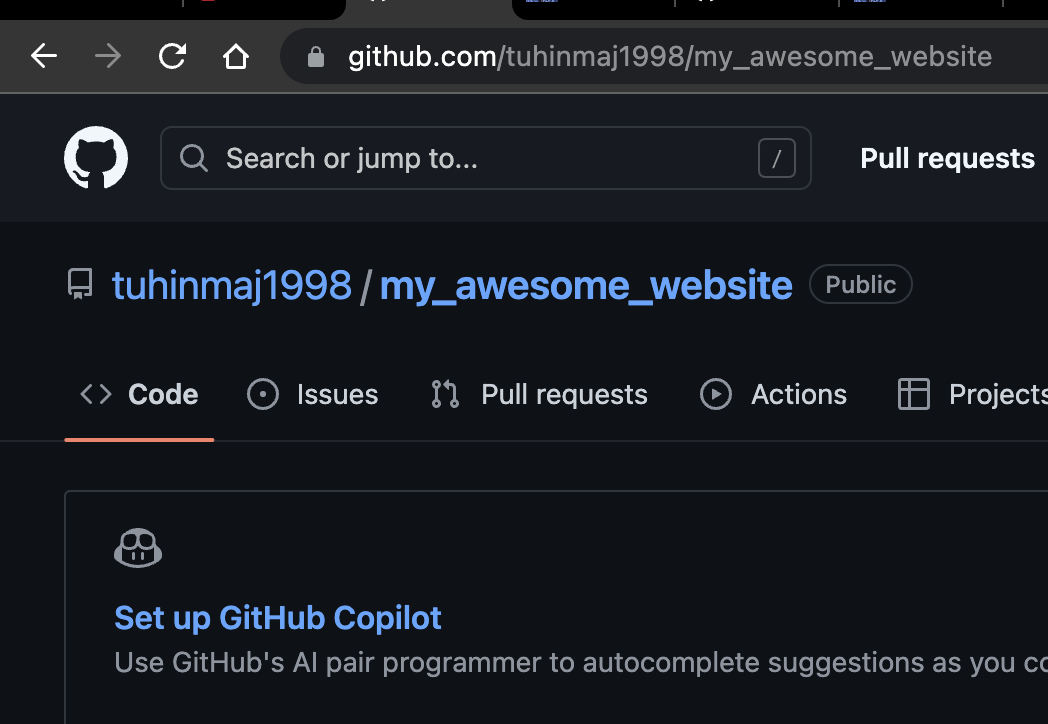 github.com/tuhinmaj1998/my_awesome_website
Search or jump to... / Pull requests
tuhinmaj1998 / my_awesome_website Public
Code Issues Pull requests Actions Projects
Set up GitHub Copilot
Use GitHub's AI pair programmer to autocomplete suggestions as you co